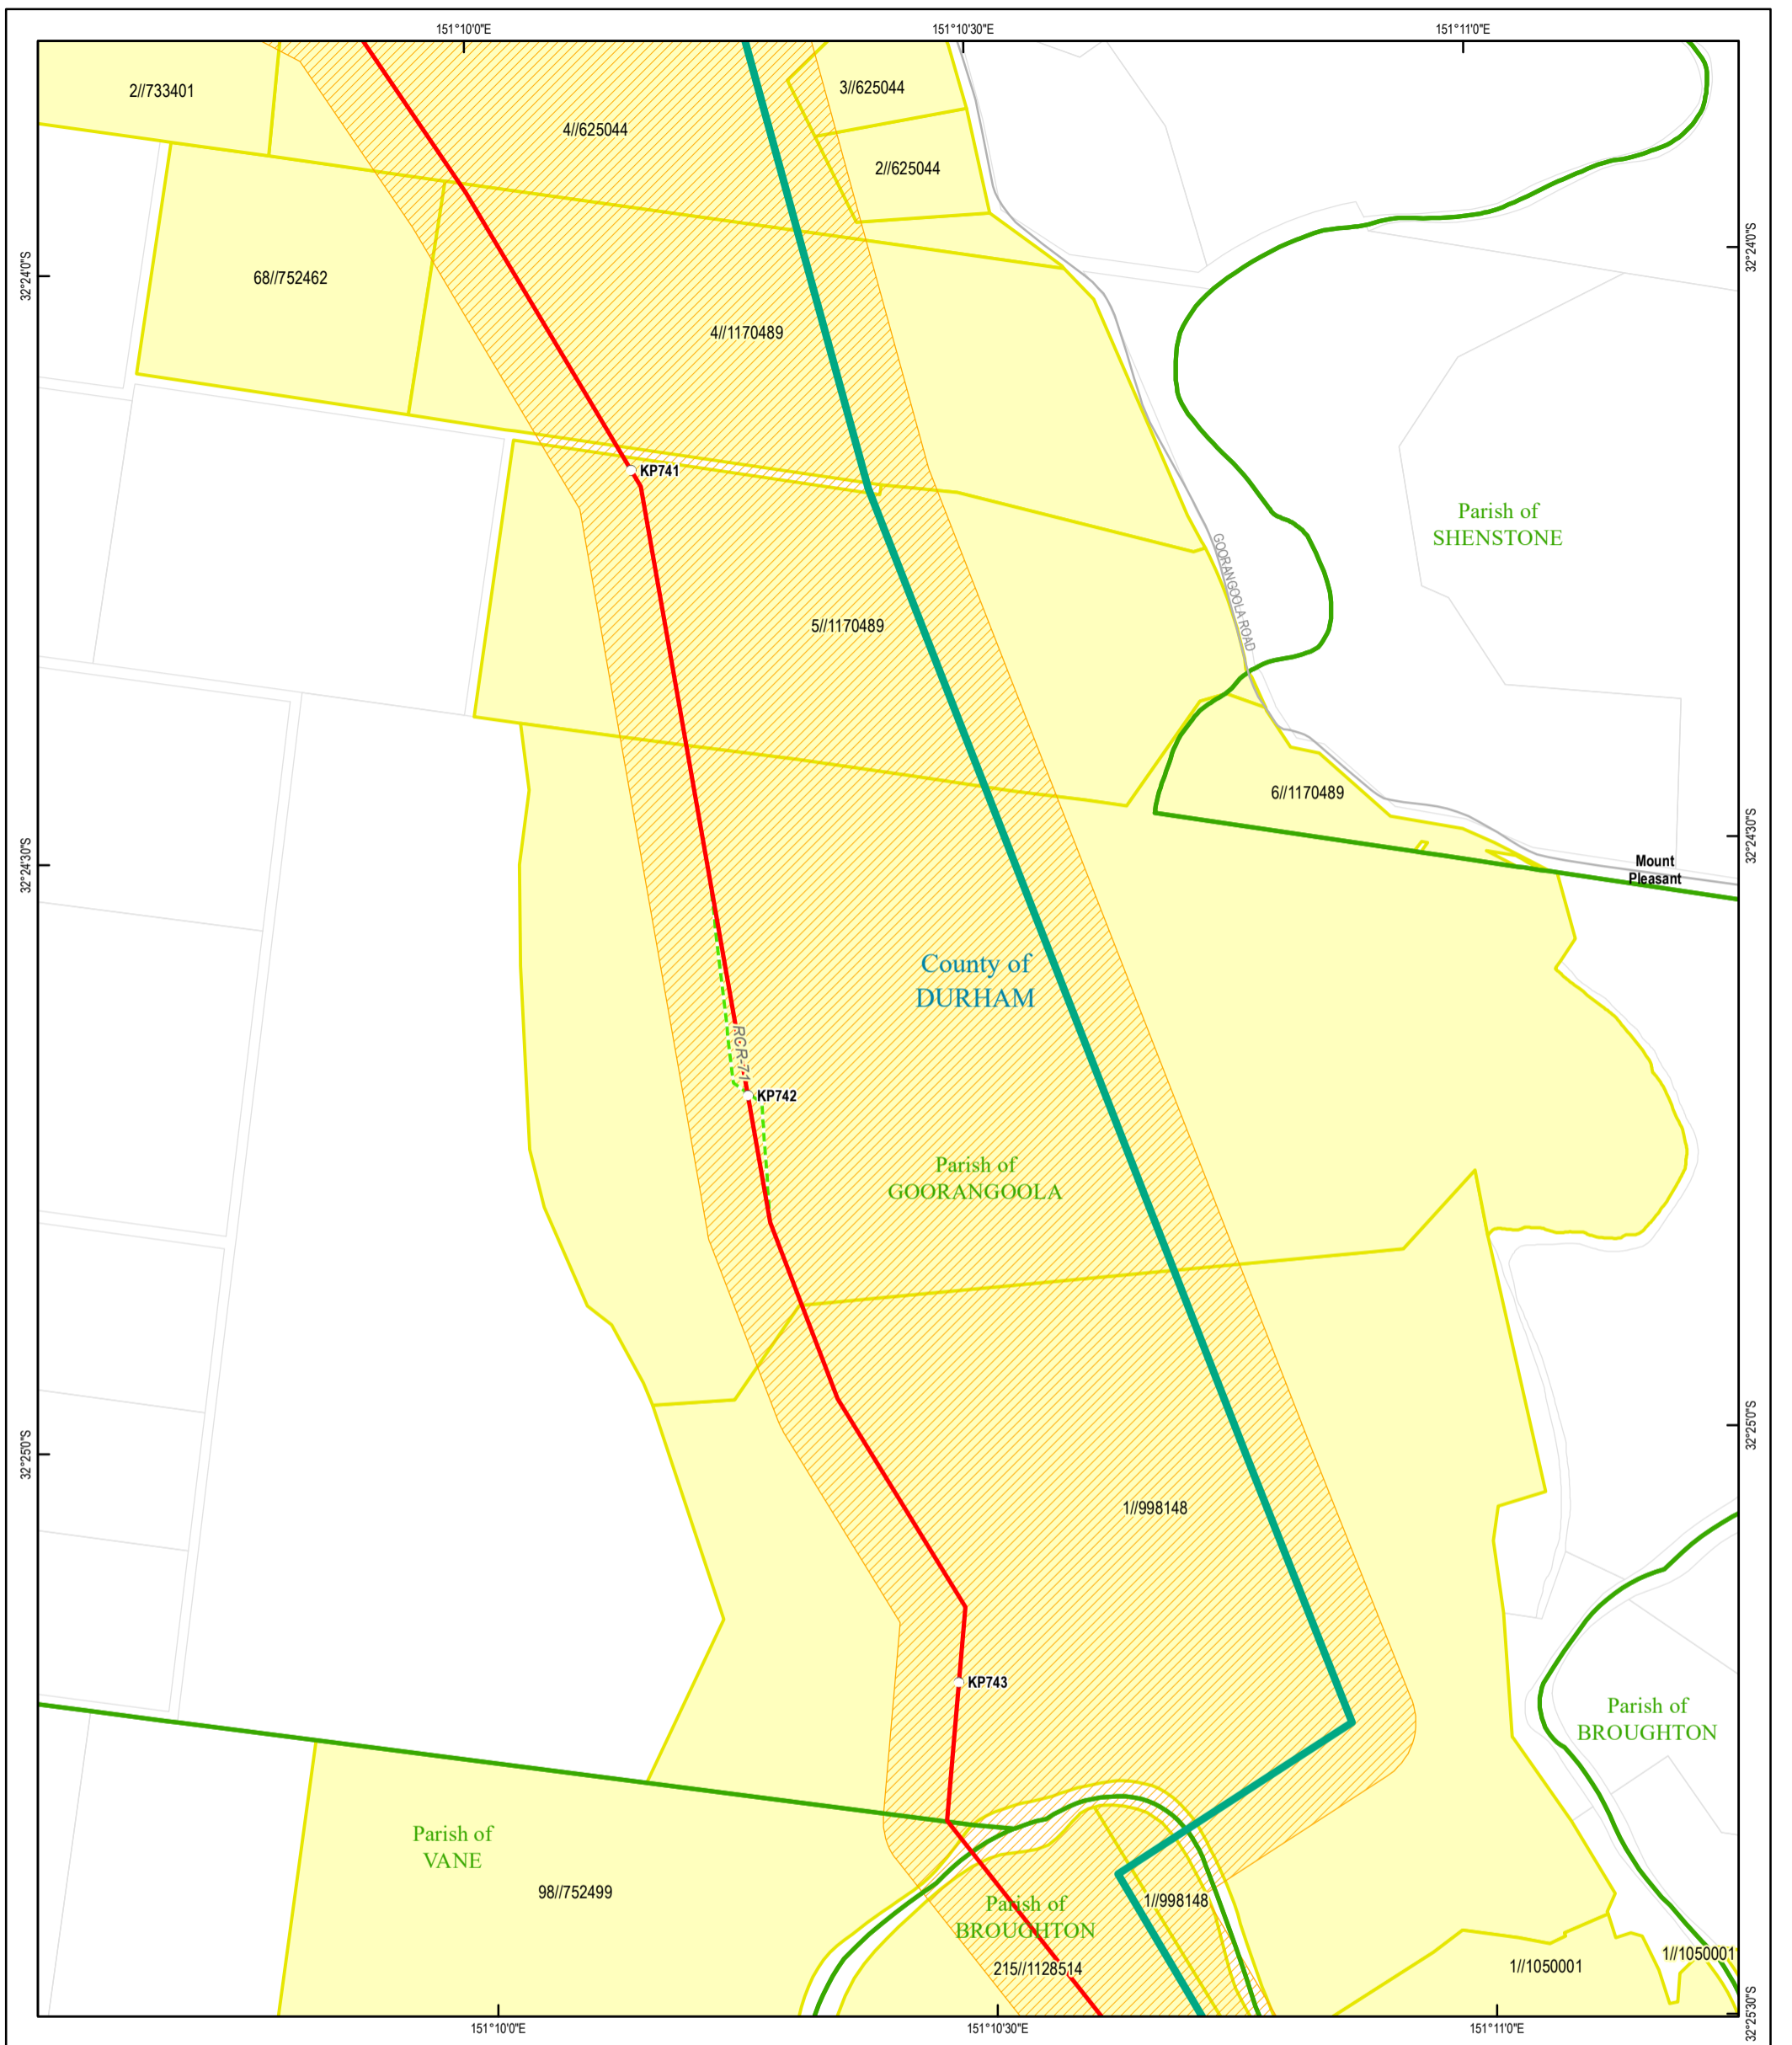 151°10'0"E
151°10'30"E
151°11'0"E
2//733401
3//625044
4//625044
2//625044
32°24'0"S
32°24'0"S
68//752462
4//1170489
KP741
Parish of
SHENSTONE
GOORANGOOLA ROAD
5//1170489
6//1170489
32°24'30"S
32°24'30"S
Mount
Pleasant
County of
DURHAM
RCR-71
KP742
Parish of
GOORANGOOLA
32°25'0"S
32°25'0"S
1//998148
KP743
Parish of
BROUGHTON
Parish of
VANE
98//752499
Parish of
BROUGHTON
1//998148
215//1128514
1//1050001
1//1050001
32°25'30"S
151°10'0"E
151°10'30"E
151°11'0"E